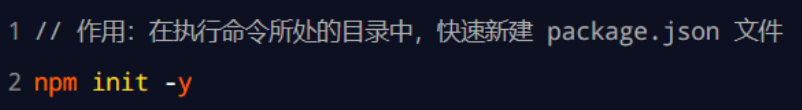 1 // 作用：在执行命令所处的目录中，快速新建 package.json 文件
2 npm init -y